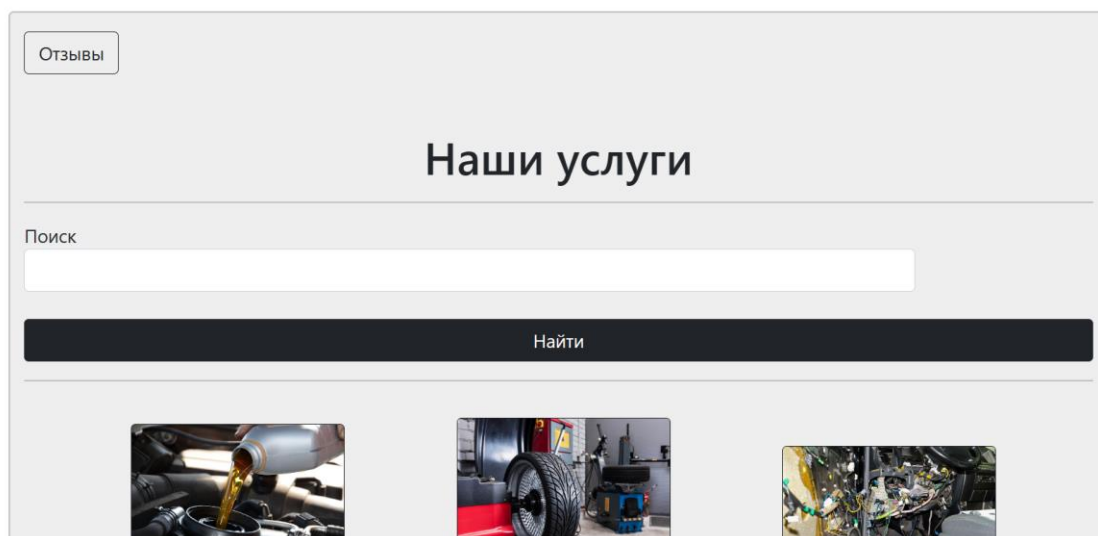 Отзывы
Наши услуги
Поиск
Найти